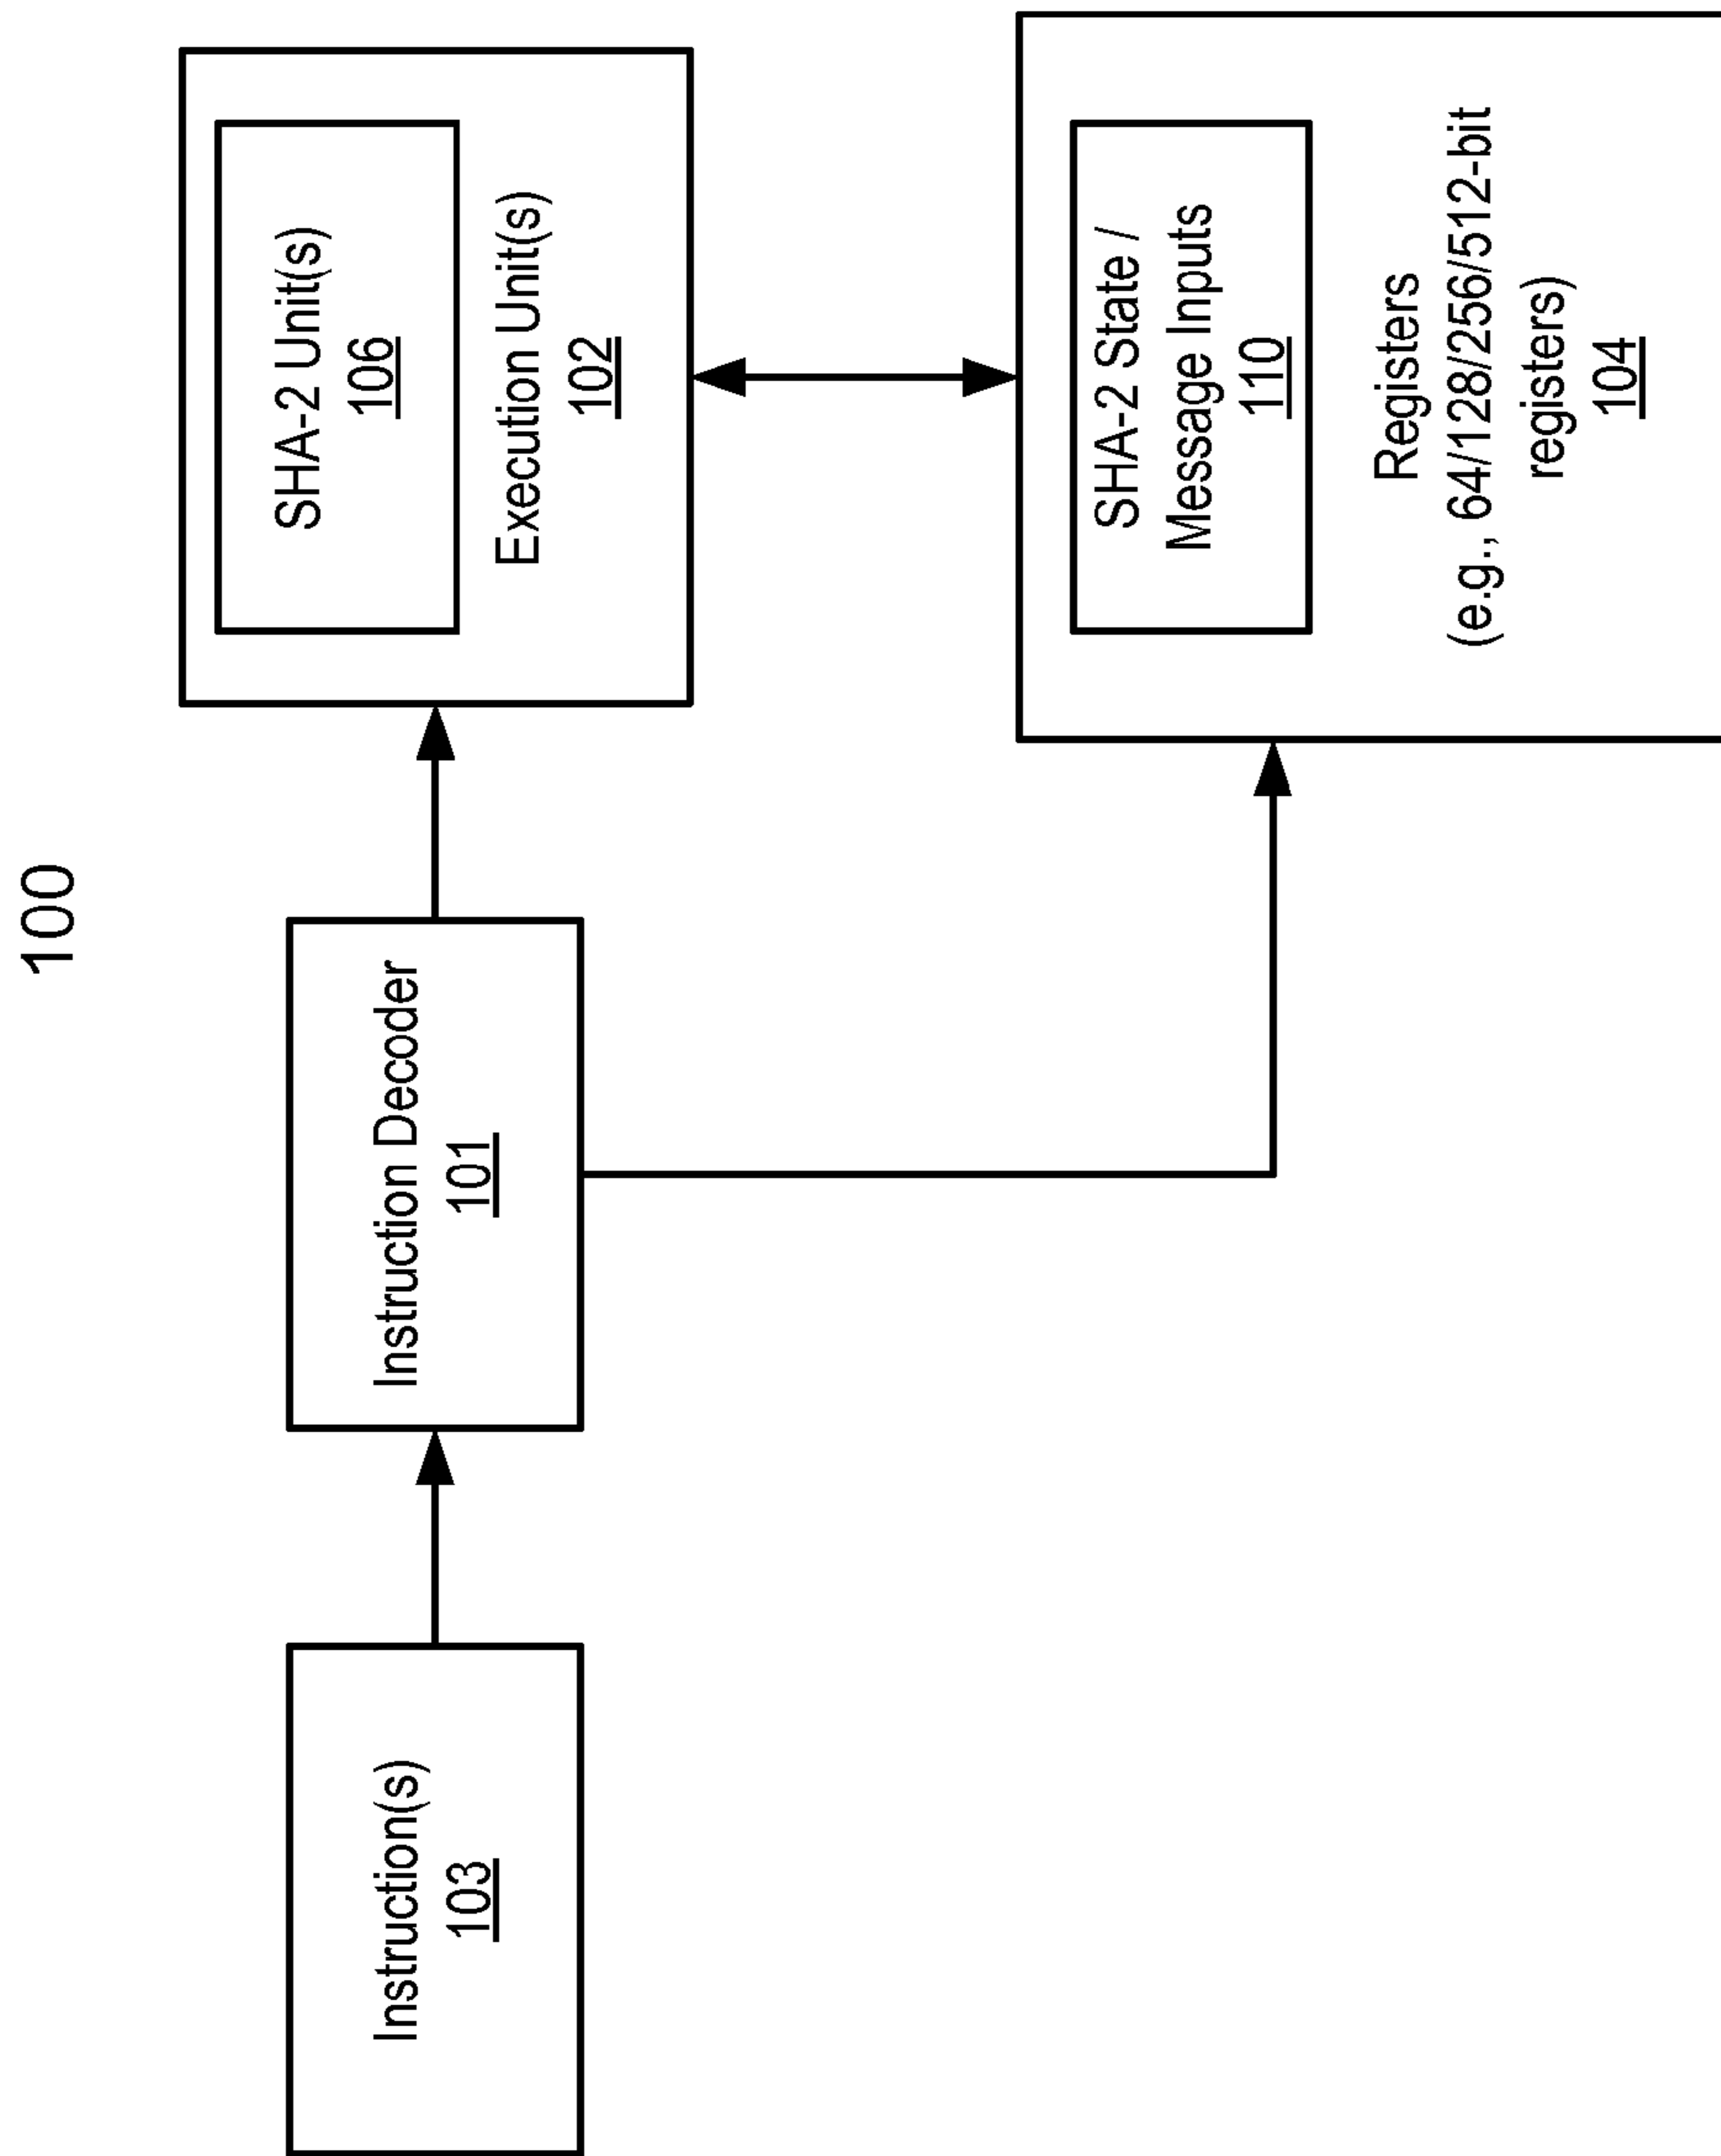 100
Instruction(s)
103
Instruction Decoder
101
SHA-2 Unit(s)
106
Execution Unit(s)
102
SHA-2 State /
Message Inputs
110
Registers
(e.g., 64/128/256/512-bit
registers)
104